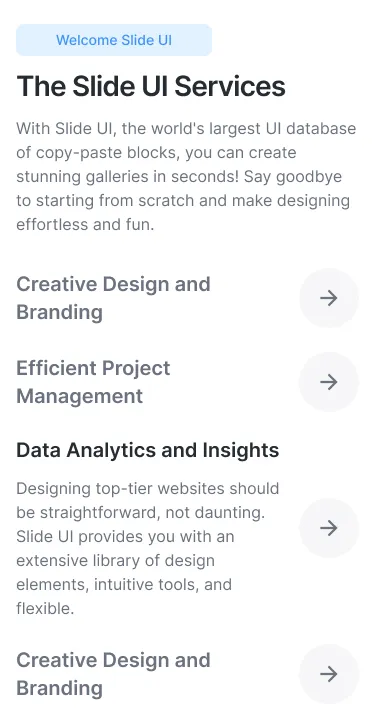 Welcome Slide UI
The Slide UI Services
With Slide UI, the world's largest UI database
of copy-paste blocks, you can create
stunning galleries in seconds! Say goodbye
to starting from scratch and make designing
effortless and fun.
Creative Design and
Branding
Efficient Project
Management
Data Analytics and Insights
Designing top-tier websites should
be straightforward, not daunting.
Slide UI provides you with an
extensive library of design
elements, intuitive tools, and
flexible.
Creative Design and
Branding